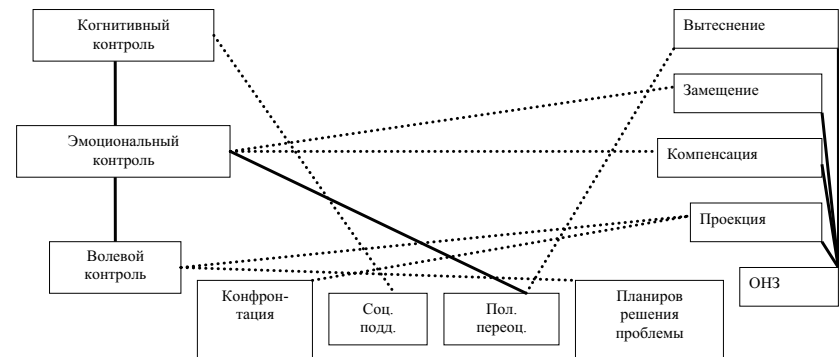 Когнитивный
контроль
Вытеснение
Замещение
Эмоциональный
контроль
Компенсация
Проекция
Волевой
контроль
ОНЗ
Конфрон-
тация
Соц.
подд.
Пол.
переоц.
Планиров
решения
проблемы